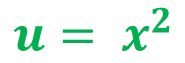 u = x²